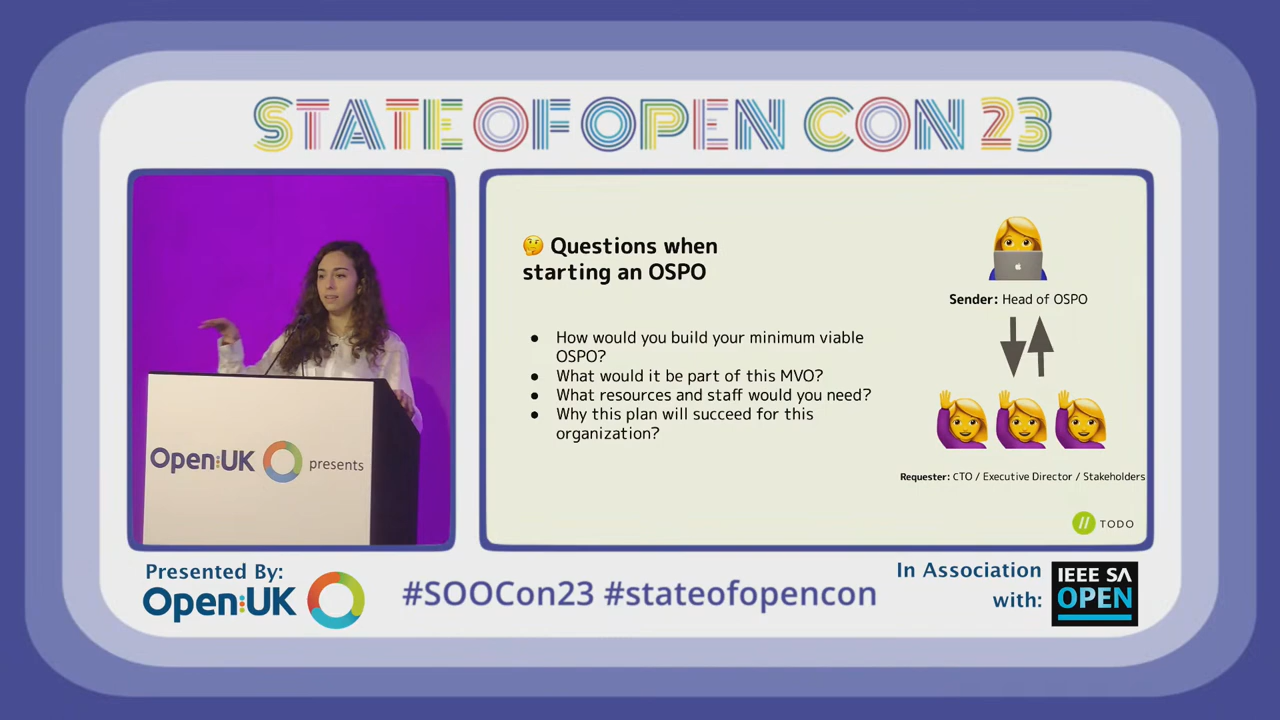 STATE OF OPEN CON 23
🤔 Questions when
starting an OSPO
● How would you build your minimum viable
OSPO?
● What would it be part of this MVO?
● What resources and staff would you need?
● Why this plan will succeed for this
organization?
Sender: Head of OSPO
Requester: CTO / Executive Director / Stakeholders
// TODO
Open:UK presents
Presented By:
Open:UK
#SOOCon23 #stateofopencon
In Association
with:
IEEE SA
OPEN